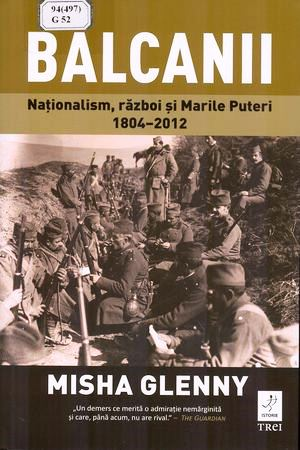 94(497)
G 52
BALCANII
Naționalism, război și Marile Puteri
1804–2012
MISHA GLENNY
„Un demers ce merită o admirație nemărginită
și care, până acum, nu are rival.” – THE GUARDIAN
ISTORIE
TREI